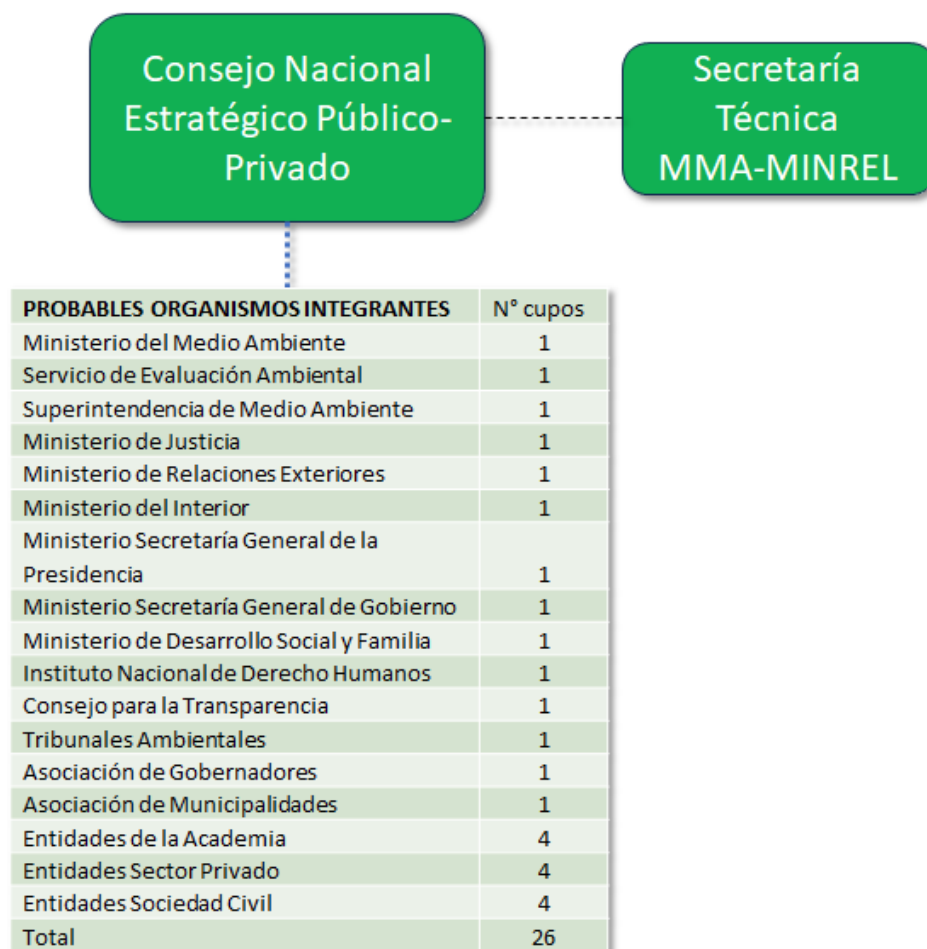 Consejo Nacional
Estratégico Público-
Privado
Secretaría
Técnica
MMA-MINREL
PROBABLES ORGANISMOS INTEGRANTES N° cupos
Ministerio del Medio Ambiente 1
Servicio de Evaluación Ambiental 1
Superintendencia de Medio Ambiente 1
Ministerio de Justicia 1
Ministerio de Relaciones Exteriores 1
Ministerio del Interior 1
Ministerio Secretaría General de la
Presidencia 1
Ministerio Secretaría General de Gobierno 1
Ministerio de Desarrollo Social y Familia 1
Instituto Nacional de Derecho Humanos 1
Consejo para la Transparencia 1
Tribunales Ambientales 1
Asociación de Gobernadores 1
Asociación de Municipalidades 1
Entidades de la Academia 4
Entidades Sector Privado 4
Entidades Sociedad Civil 4
Total 26